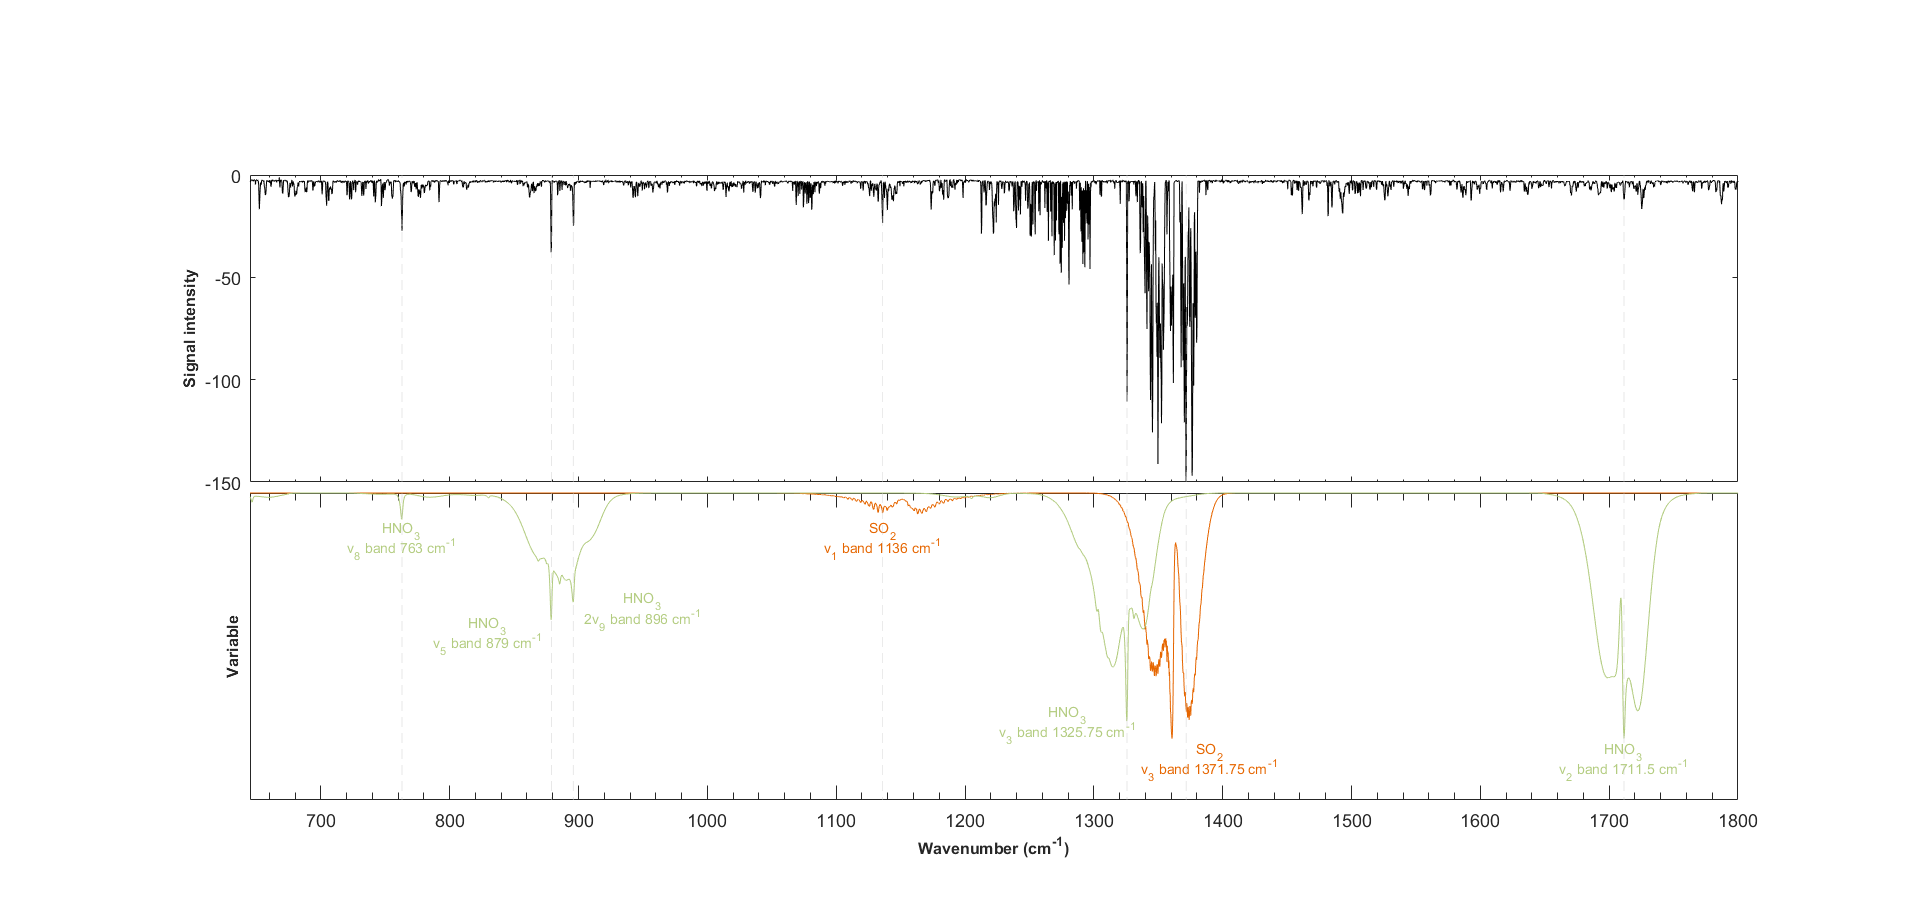 0
-50
-100
-150
Signal intensity
HNO3
v8 band 763 cm-1
SO2
v1 band 1136 cm-1
HNO3
2v9 band 896 cm-1
HNO3
v5 band 879 cm-1
HNO3
v3 band 1325.75 cm-1
SO2
v3 band 1371.75 cm-1
HNO3
v2 band 1711.5 cm-1
Variable
700 800 900 1000 1100 1200 1300 1400 1500 1600 1700 1800
Wavenumber (cm-1)